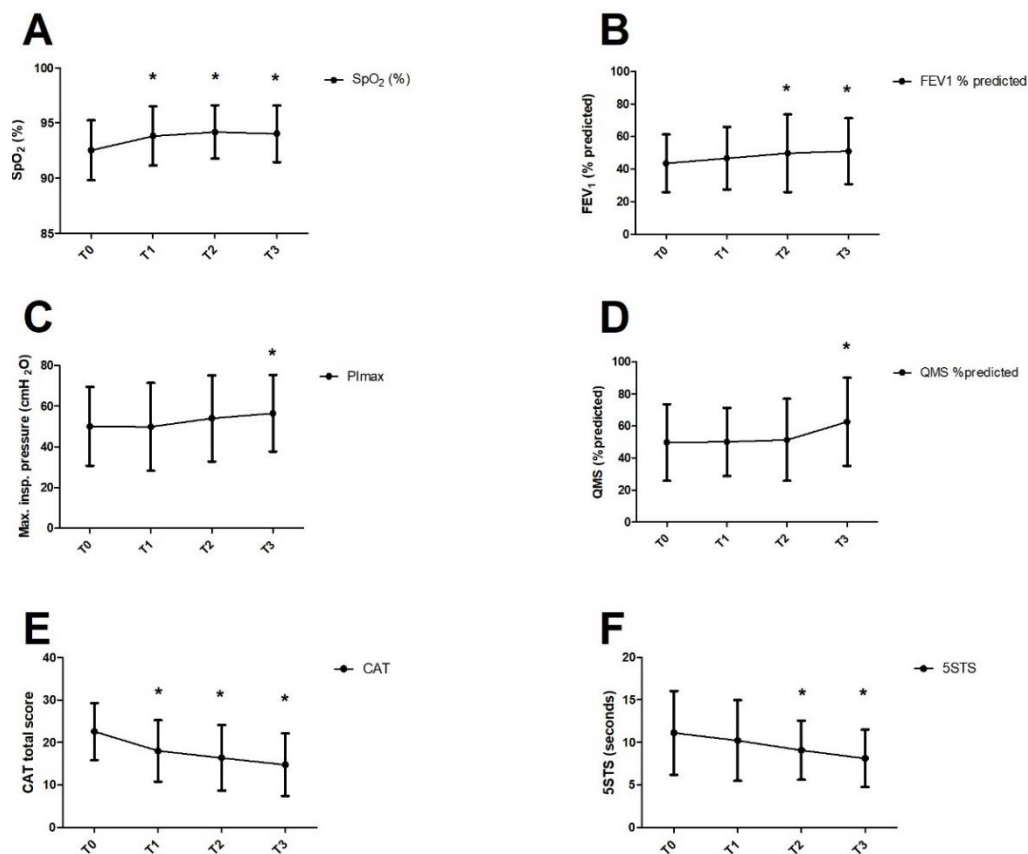 A
SpO₂ (%)
100
95
90
85
* * *
T0 T1 T2 T3
SpO₂ (%)
B
FEV₁ (% predicted)
100
80
60
40
20
0
* *
T0 T1 T2 T3
FEV1 % predicted
C
Max. insp. pressure (cmH₂O)
80
60
40
20
0
*
T0 T1 T2 T3
PImax
D
QMS (%predicted)
100
80
60
40
20
0
*
T0 T1 T2 T3
QMS %predicted
E
CAT total score
40
30
20
10
0
* * *
T0 T1 T2 T3
CAT
F
5STS (seconds)
20
15
10
5
0
* *
T0 T1 T2 T3
5STS